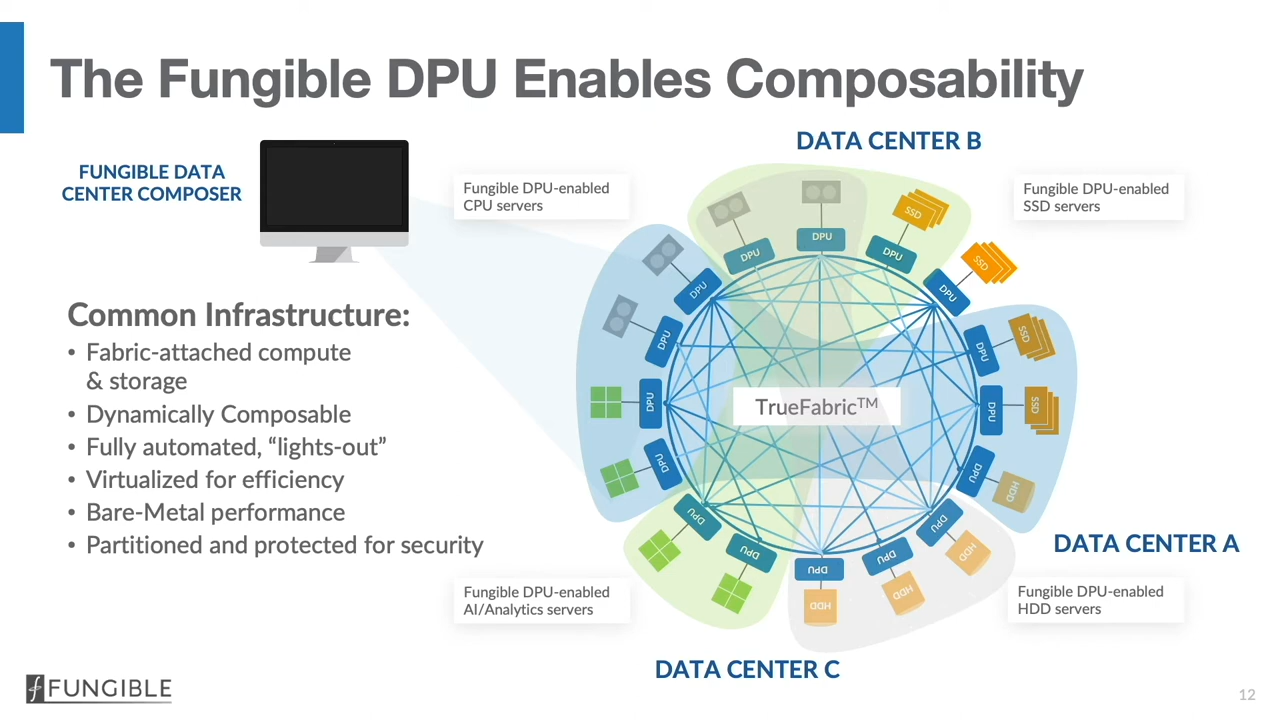 The Fungible DPU Enables Composability
FUNGIBLE DATA
CENTER COMPOSER
Common Infrastructure:
• Fabric-attached compute
& storage
• Dynamically Composable
• Fully automated, “lights-out”
• Virtualized for efficiency
• Bare-Metal performance
• Partitioned and protected for security
DATA CENTER B
Fungible DPU-enabled
CPU servers
Fungible DPU-enabled
SSD servers
SSD
DPU
DPU
DPU
SSD
DPU
DPU
SSD
DPU
DPU
SSD
DPU
DPU
TrueFabric™
DPU
HDD
DPU
DPU
HDD
DPU
HDD
DPU
HDD
DPU
DPU
DATA CENTER A
Fungible DPU-enabled
AI/Analytics servers
Fungible DPU-enabled
HDD servers
DATA CENTER C
FUNGIBLE
12